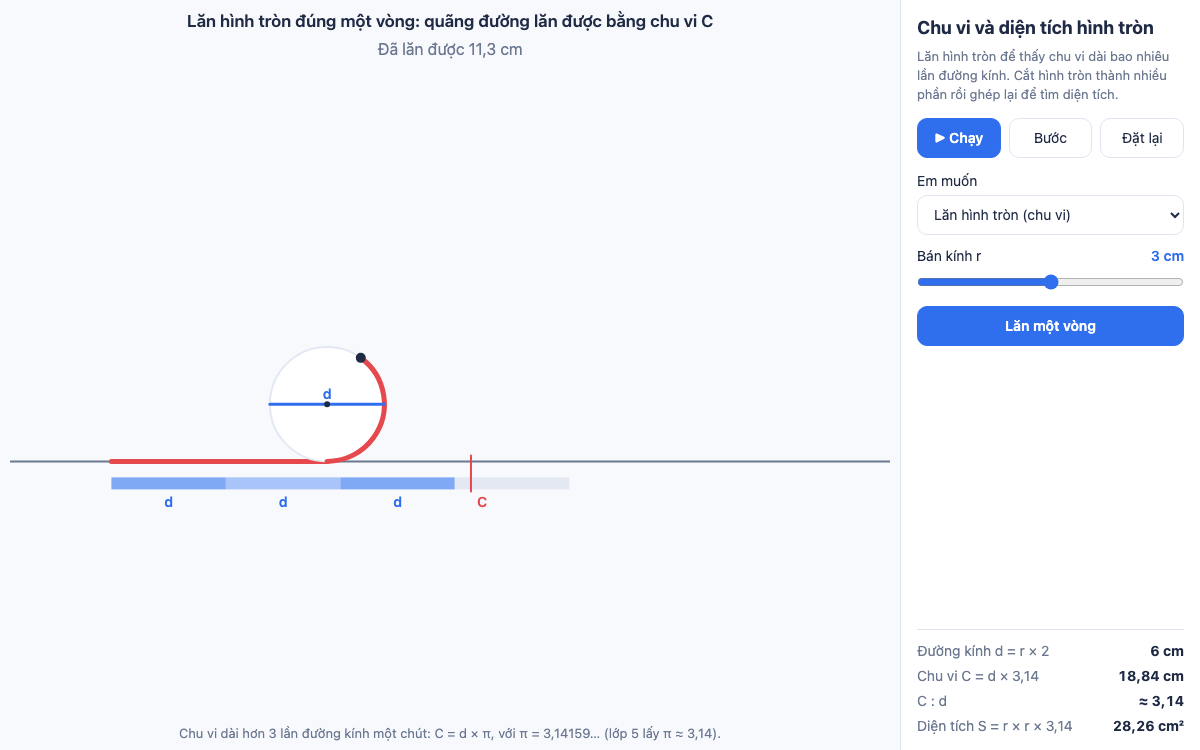 Lăn hình tròn đúng một vòng: quãng đường lăn được bằng chu vi C
Đã lăn được 11,3 cm
d
d
d
d
C
Chu vi dài hơn 3 lần đường kính một chút: C = d × π, với π = 3,14159... (lớp 5 lấy π ≈ 3,14).
Chu vi và diện tích hình tròn
Lăn hình tròn để thấy chu vi dài bao nhiêu
lần đường kính. Cắt hình tròn thành nhiều
phần rồi ghép lại để tìm diện tích.
▶ Chạy
Bước
Đặt lại
Em muốn
Lăn hình tròn (chu vi)
Bán kính r 3 cm
Lăn một vòng
Đường kính d = r × 2 6 cm
Chu vi C = d × 3,14 18,84 cm
C : d ≈ 3,14
Diện tích S = r × r × 3,14 28,26 cm²